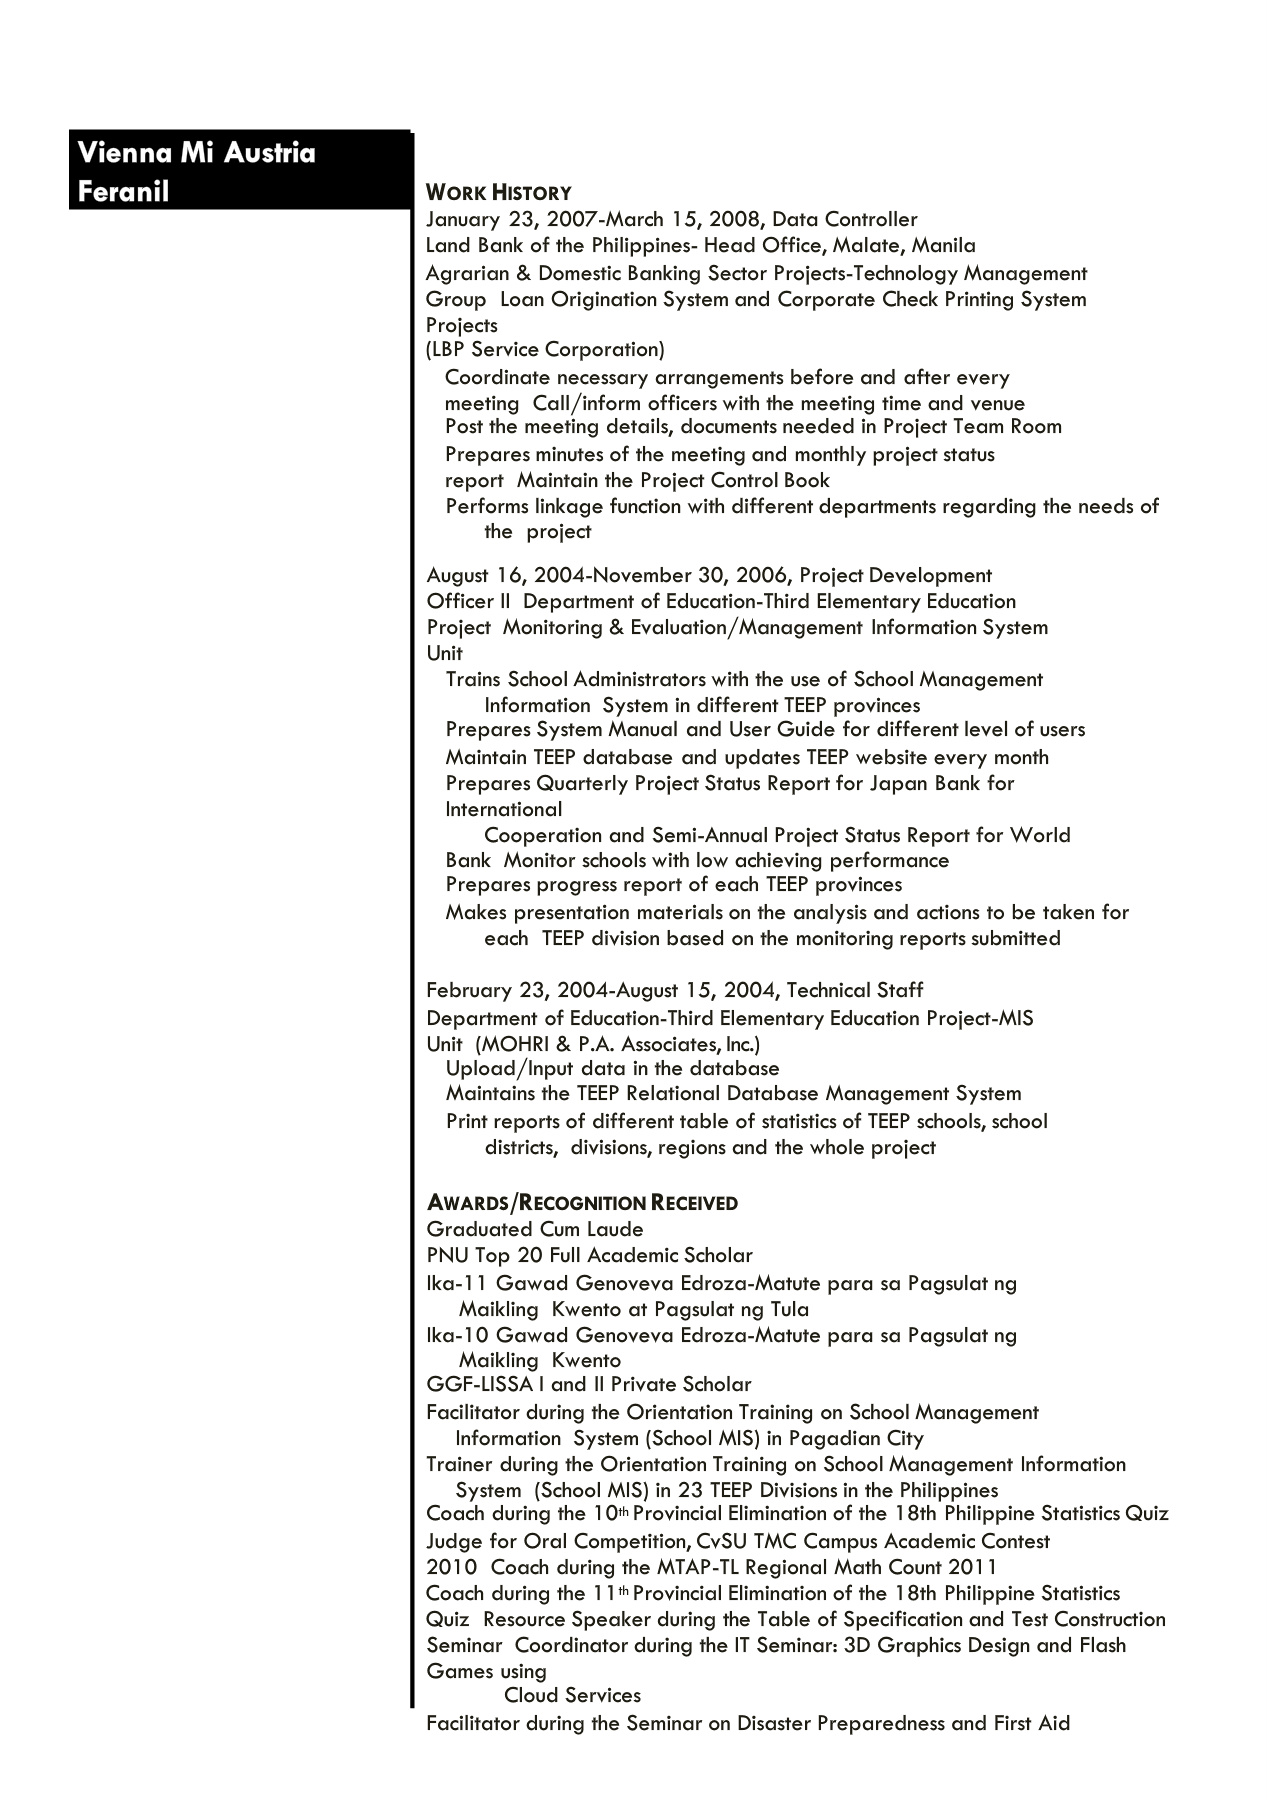 Vienna Mi Austria
Feranil
WORK HISTORY
January 23, 2007-March 15, 2008, Data Controller
Land Bank of the Philippines- Head Office, Malate, Manila
Agrarian & Domestic Banking Sector Projects-Technology Management
Group Loan Origination System and Corporate Check Printing System
Projects
(LBP Service Corporation)
Coordinate necessary arrangements before and after every
meeting Call/inform officers with the meeting time and venue
Post the meeting details, documents needed in Project Team Room
Prepares minutes of the meeting and monthly project status
report Maintain the Project Control Book
Performs linkage function with different departments regarding the needs of
the project
August 16, 2004-November 30, 2006, Project Development
Officer II Department of Education-Third Elementary Education
Project Monitoring & Evaluation/Management Information System
Unit
Trains School Administrators with the use of School Management
Information System in different TEEP provinces
Prepares System Manual and User Guide for different level of users
Maintain TEEP database and updates TEEP website every month
Prepares Quarterly Project Status Report for Japan Bank for
International
Cooperation and Semi-Annual Project Status Report for World
Bank Monitor schools with low achieving performance
Prepares progress report of each TEEP provinces
Makes presentation materials on the analysis and actions to be taken for
each TEEP division based on the monitoring reports submitted
February 23, 2004-August 15, 2004, Technical Staff
Department of Education-Third Elementary Education Project-MIS
Unit (MOHRI & P.A. Associates, Inc.)
Upload/Input data in the database
Maintains the TEEP Relational Database Management System
Print reports of different table of statistics of TEEP schools, school
districts, divisions, regions and the whole project
AWARDS/RECOGNITION RECEIVED
Graduated Cum Laude
PNU Top 20 Full Academic Scholar
Ika-11 Gawad Genoveva Edroza-Matute para sa Pagsulat ng
Maikling Kwento at Pagsulat ng Tula
Ika-10 Gawad Genoveva Edroza-Matute para sa Pagsulat ng
Maikling Kwento
GGF-LISSA I and II Private Scholar
Facilitator during the Orientation Training on School Management
Information System (School MIS) in Pagadian City
Trainer during the Orientation Training on School Management Information
System (School MIS) in 23 TEEP Divisions in the Philippines
Coach during the 10th Provincial Elimination of the 18th Philippine Statistics Quiz
Judge for Oral Competition, CvSU TMC Campus Academic Contest
2010 Coach during the MTAP-TL Regional Math Count 2011
Coach during the 11th Provincial Elimination of the 18th Philippine Statistics
Quiz Resource Speaker during the Table of Specification and Test Construction
Seminar Coordinator during the IT Seminar: 3D Graphics Design and Flash
Games using
Cloud Services
Facilitator during the Seminar on Disaster Preparedness and First Aid